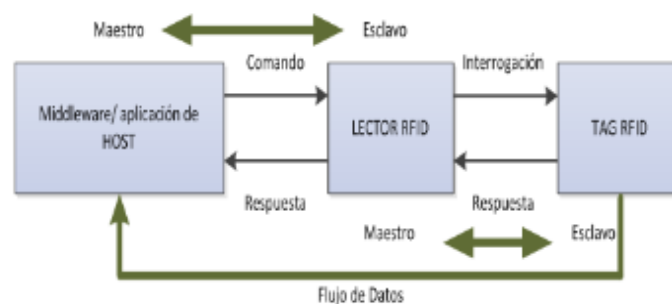 Maestro
Esclavo
Comando
Interrogación
Middleware/ aplicación de
HOST
LECTOR RFID
TAG RFID
Respuesta
Respuesta
Maestro
Esclavo
Flujo de Datos